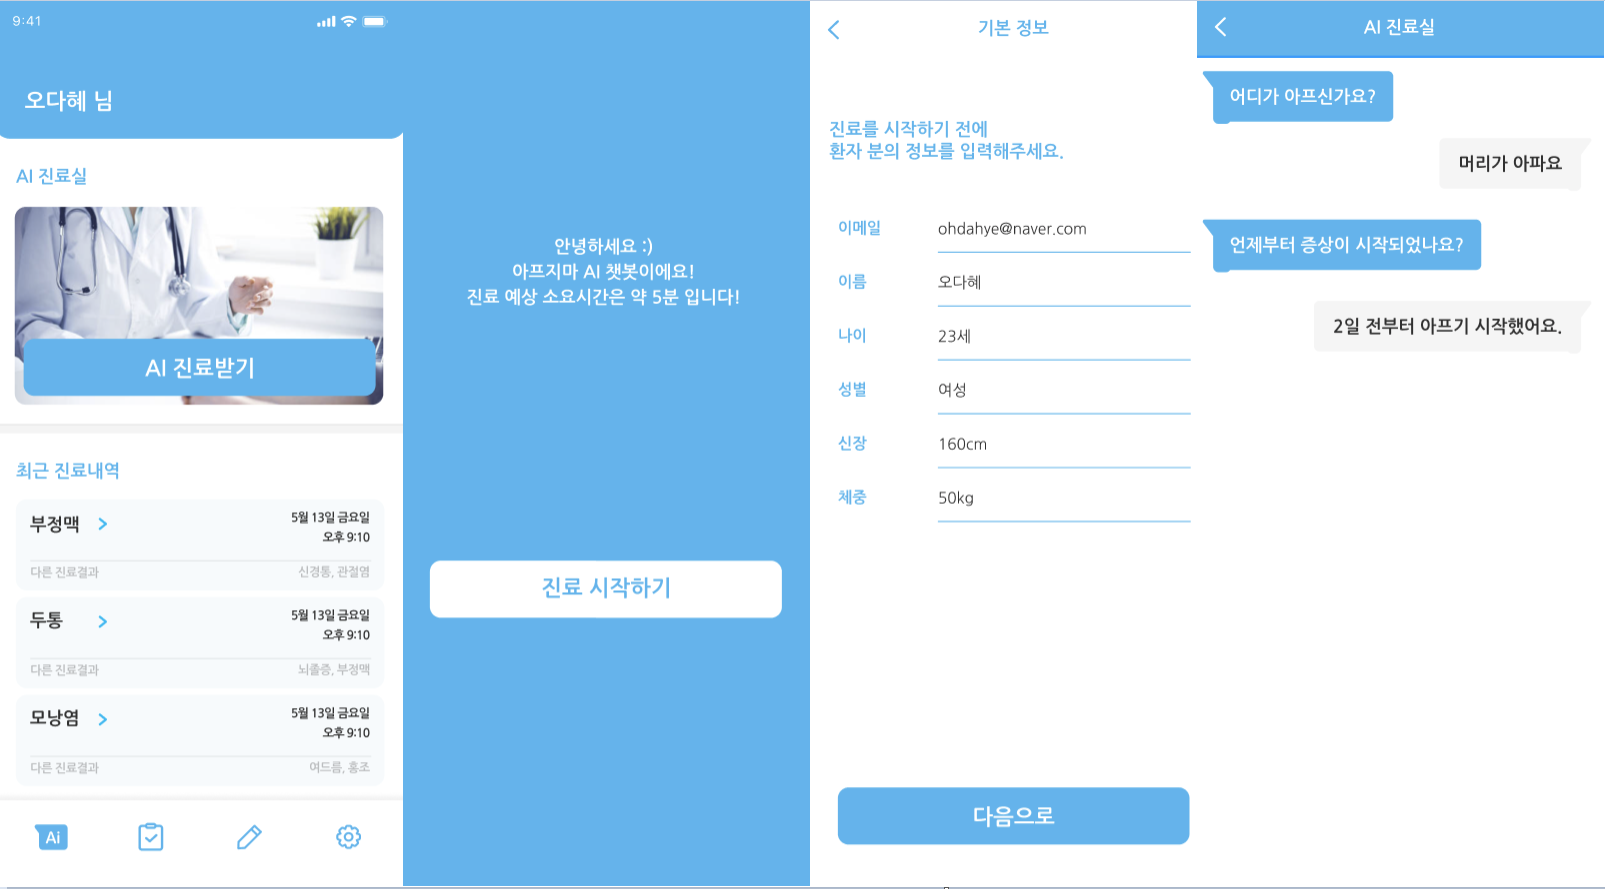 9:41
오다혜 님
AI 진료실
AI 진료받기
최근 진료내역
부정맥
5월 13일 금요일
오후 9:10
다른 진료결과
신경통, 관절염
두통
5월 13일 금요일
오후 9:10
다른 진료결과
뇌졸증, 부정맥
모낭염
5월 13일 금요일
오후 9:10
다른 진료결과
여드름, 홍조
Ai
안녕하세요 :)
아프지마 AI 챗봇이에요!
진료 예상 소요시간은 약 5분 입니다!
진료 시작하기
기본 정보
진료를 시작하기 전에
환자 분의 정보를 입력해주세요.
이메일
ohdahye@naver.com
이름
오다혜
나이
23세
성별
여성
신장
160cm
체중
50kg
다음으로
AI 진료실
어디가 아프신가요?
머리가 아파요
언제부터 증상이 시작되었나요?
2일 전부터 아프기 시작했어요.